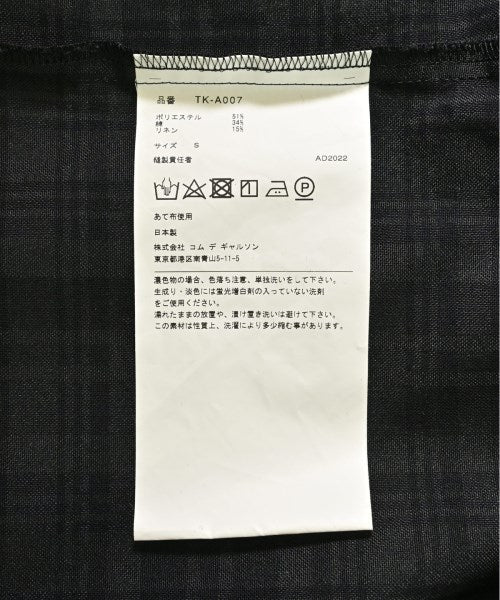 品番 TK-A007
ポリエステル 51%
綿 34%
リネン 15%
サイズ S
縫製責任者 AD2022
あて布使用
日本製
株式会社 コム デ ギャルソン
東京都港区南青山5-11-5
濃色物の場合、色落ち注意、単独洗いをして下さい。
生成り・淡色には蛍光増白剤の入っていない洗剤
をご使用ください。
濡れたままの放置や、漬け置き洗いは避けて下さい。
この素材は性質上、洗濯により多少縮む事があります。